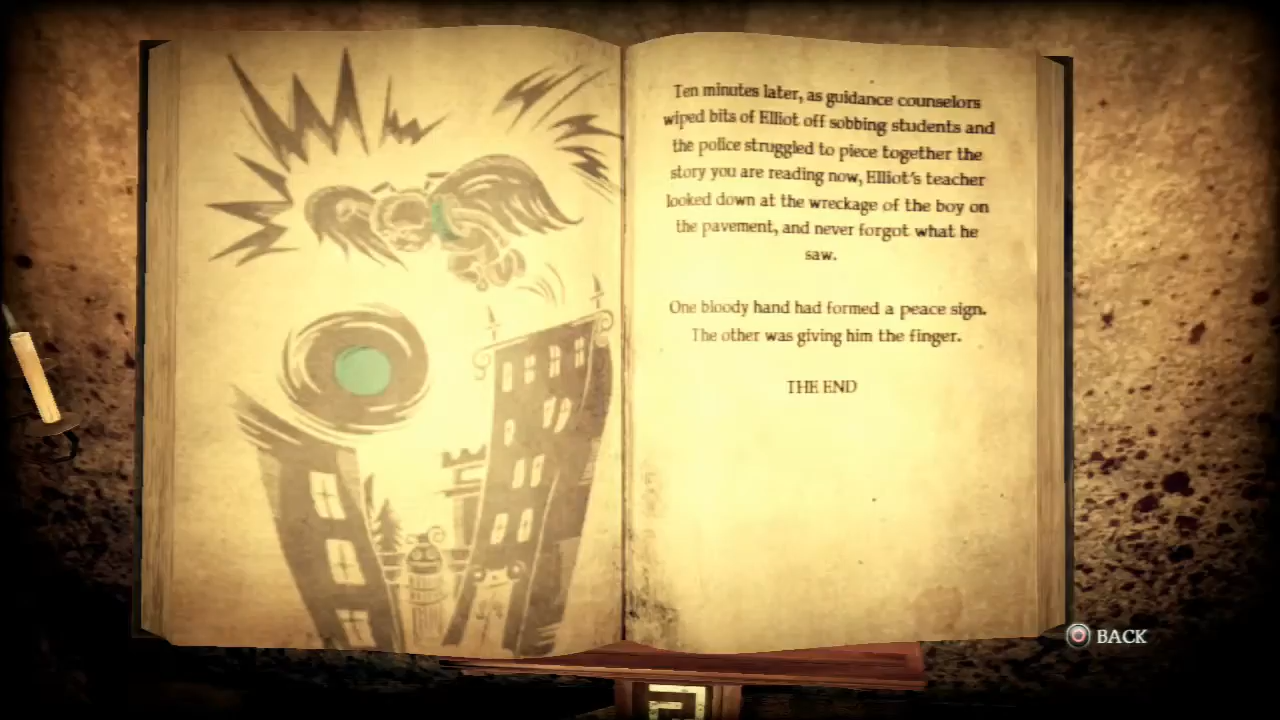 Ten minutes later, as guidance counselors
wiped bits of Elliot off sobbing students and
the police struggled to piece together the
story you are reading now, Elliot's teacher
looked down at the wreckage of the boy on
the pavement, and never forgot what he
saw.
One bloody hand had formed a peace sign.
The other was giving him the finger.
THE END
BACK